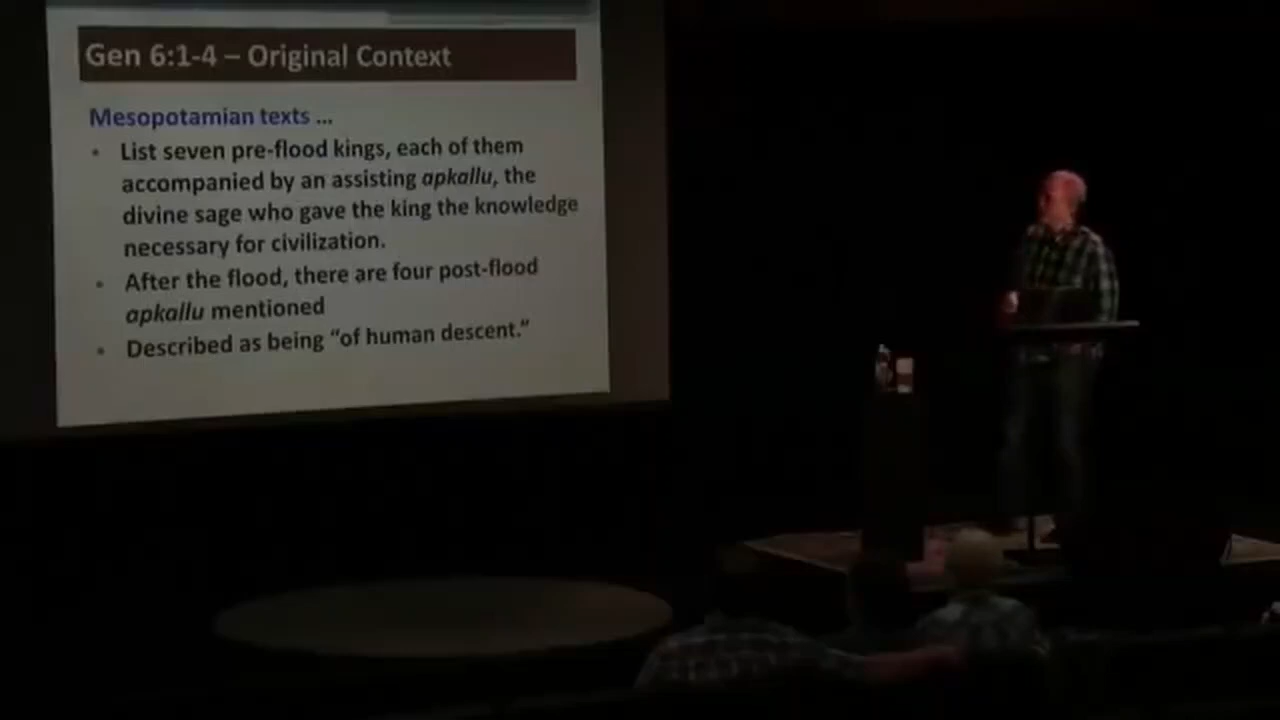 Gen 6:1-4 – Original Context
Mesopotamian texts ...
• List seven pre-flood kings, each of them
accompanied by an assisting apkallu, the
divine sage who gave the king the knowledge
necessary for civilization.
• After the flood, there are four post-flood
apkallu mentioned
• Described as being “of human descent.”